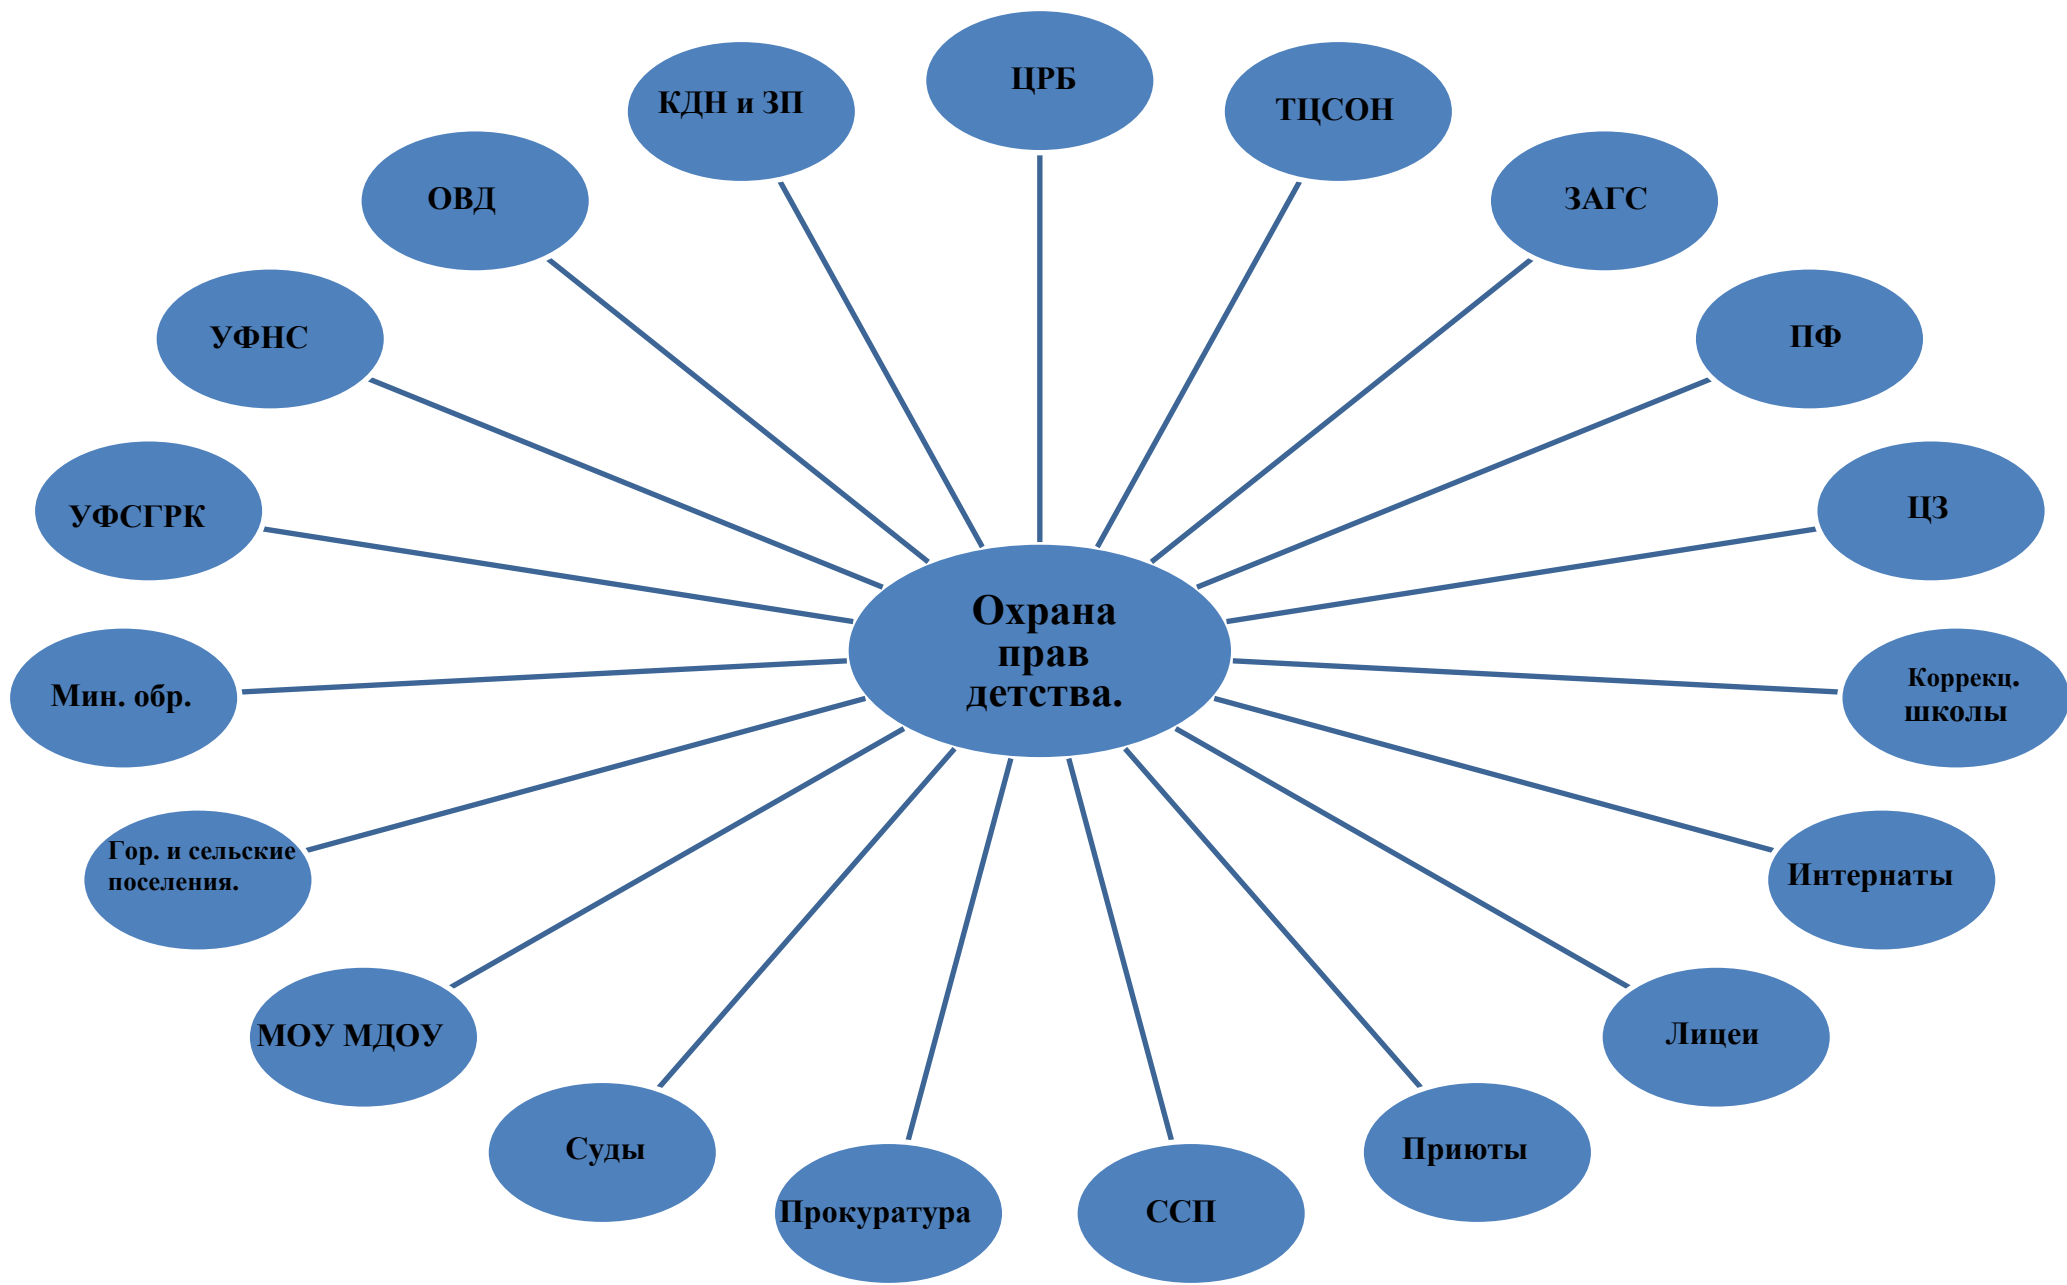 ЦРБ
ТЦСОН
ЗАГС
ПФ
ЦЗ
Коррекц.
школы
Интернаты
Лицеи
Приюты
ССП
Прокуратура
Суды
МОУ МДОУ
Гор. и сельские
поселения.
Мин. обр.
УФСГРК
УФНС
ОВД
КДН и ЗП
Охрана
прав
детства.